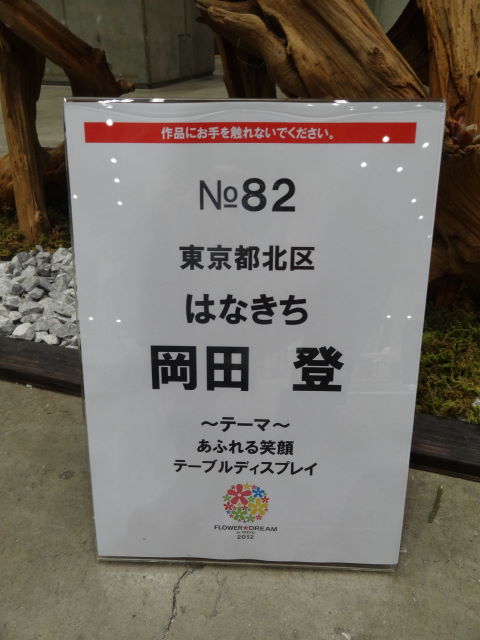 作品にお手を触れないでください。
№82
東京都北区
はなきち
岡田 登
～テーマ～
あふれる笑顔
テーブルディスプレイ
FLOWER★DREAM
in TOKYO
2012